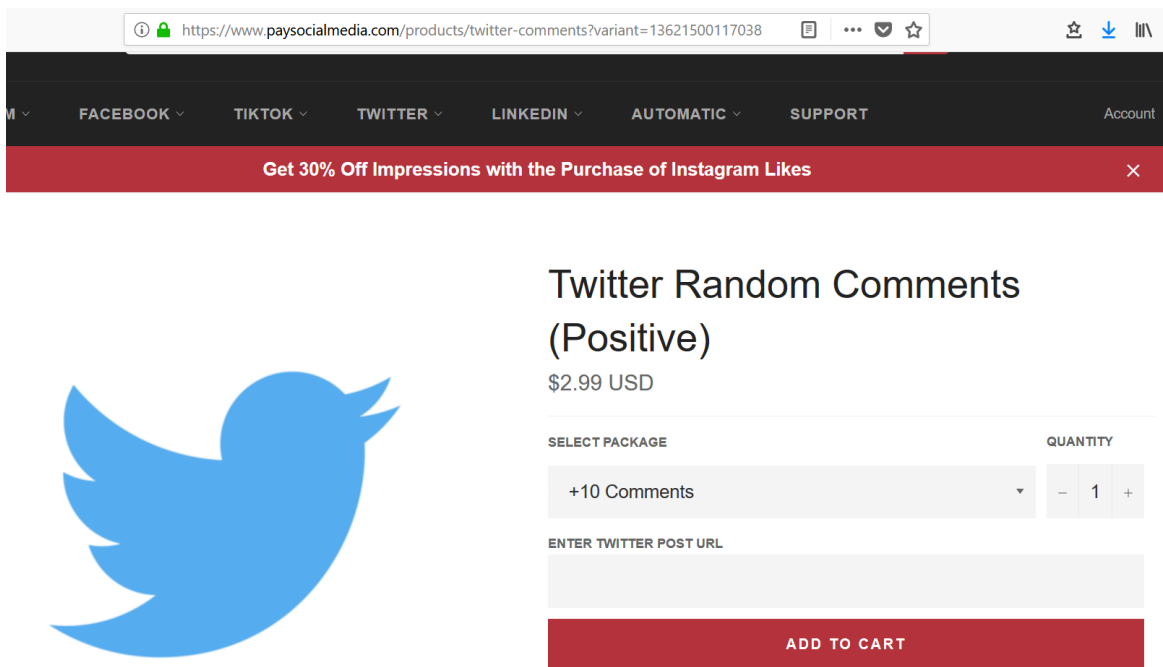 https://www.paysocialmedia.com/products/twitter-comments?variant=13621500117038
M FACEBOOK TIKTOK TWITTER LINKEDIN AUTOMATIC SUPPORT Account
Get 30% Off Impressions with the Purchase of Instagram Likes
Twitter Random Comments
(Positive)
$2.99 USD
SELECT PACKAGE QUANTITY
+10 Comments − 1 +
ENTER TWITTER POST URL
ADD TO CART